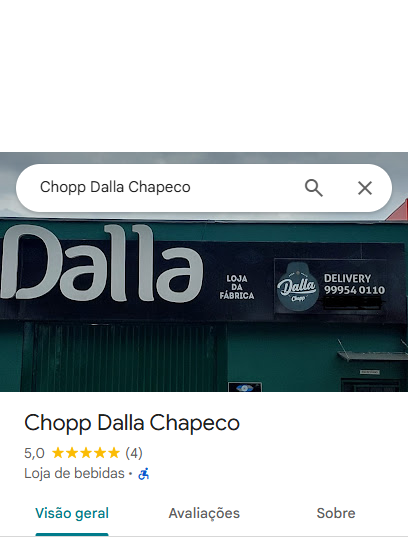 Chopp Dalla Chapeco
Dalla
LOJA
DA
FÁBRICA
Dalla
Chopp
DELIVERY
99954 0110
Chopp Dalla Chapeco
5,0 ★★★★★ (4)
Loja de bebidas ·
Visão geral
Avaliações
Sobre